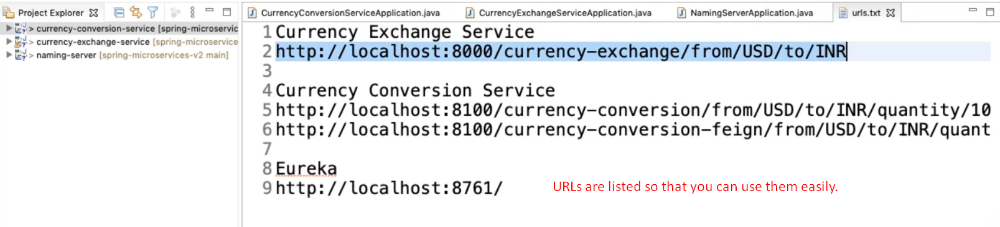 Project Explorer
> currency-conversion-service [spring-microservic
> currency-exchange-service [spring-microservice
> naming-server [spring-microservices-v2 main]
CurrencyConversionServiceApplication.java
CurrencyExchangeServiceApplication.java
NamingServerApplication.java
urls.txt
1 Currency Exchange Service
2 http://localhost:8000/currency-exchange/from/USD/to/INR
3
4 Currency Conversion Service
5 http://localhost:8100/currency-conversion/from/USD/to/INR/quantity/10
6 http://localhost:8100/currency-conversion-feign/from/USD/to/INR/quant
7
8 Eureka
9 http://localhost:8761/
URLs are listed so that you can use them easily.